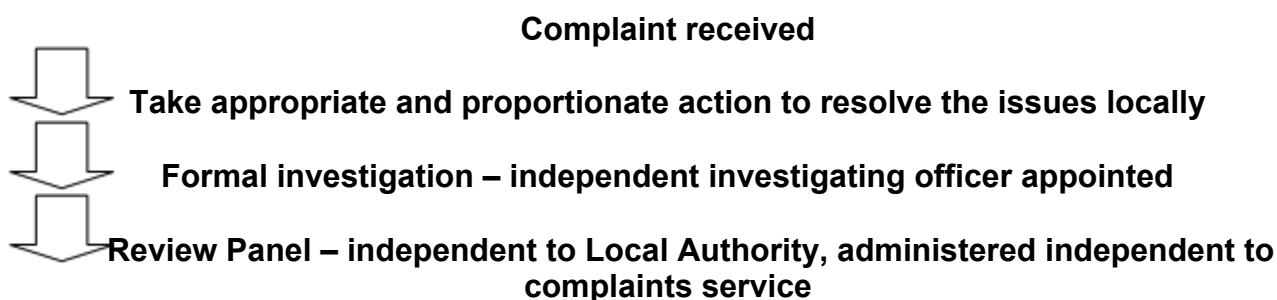 Complaint received
Take appropriate and proportionate action to resolve the issues locally
Formal investigation – independent investigating officer appointed
Review Panel – independent to Local Authority, administered independent to
complaints service